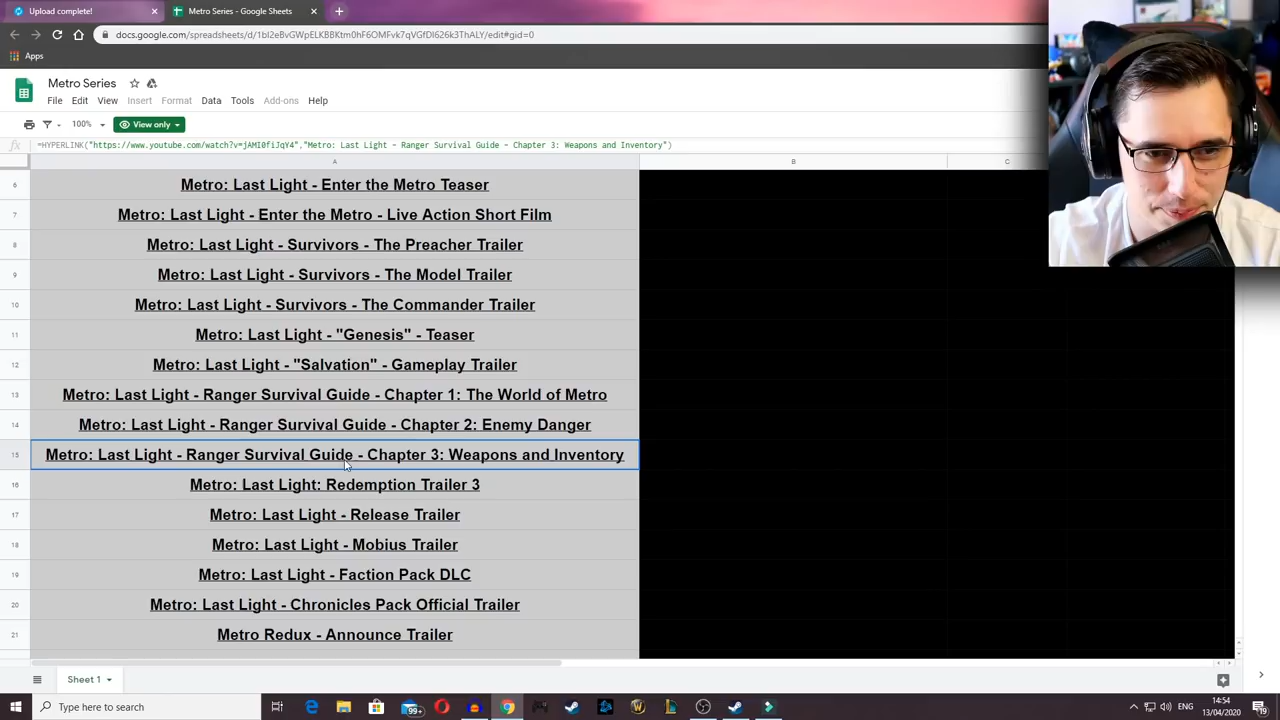 Upload complete!
Metro Series - Google Sheets
Apps
Metro Series
File Edit View Insert Format Data Tools Add-ons Help
100% View only
=HYPERLINK("https://www.youtube.com/watch?v=jAMI0fiJqY4","Metro: Last Light - Ranger Survival Guide - Chapter 3: Weapons and Inventory")
A B C
6 Metro: Last Light - Enter the Metro Teaser
7 Metro: Last Light - Enter the Metro - Live Action Short Film
8 Metro: Last Light - Survivors - The Preacher Trailer
9 Metro: Last Light - Survivors - The Model Trailer
10 Metro: Last Light - Survivors - The Commander Trailer
11 Metro: Last Light - "Genesis" - Teaser
12 Metro: Last Light - "Salvation" - Gameplay Trailer
13 Metro: Last Light - Ranger Survival Guide - Chapter 1: The World of Metro
14 Metro: Last Light - Ranger Survival Guide - Chapter 2: Enemy Danger
15 Metro: Last Light - Ranger Survival Guide - Chapter 3: Weapons and Inventory
16 Metro: Last Light: Redemption Trailer 3
17 Metro: Last Light - Release Trailer
18 Metro: Last Light - Mobius Trailer
19 Metro: Last Light - Faction Pack DLC
20 Metro: Last Light - Chronicles Pack Official Trailer
21 Metro Redux - Announce Trailer
Sheet 1
Type here to search
99+
14:54
13/04/2020
19